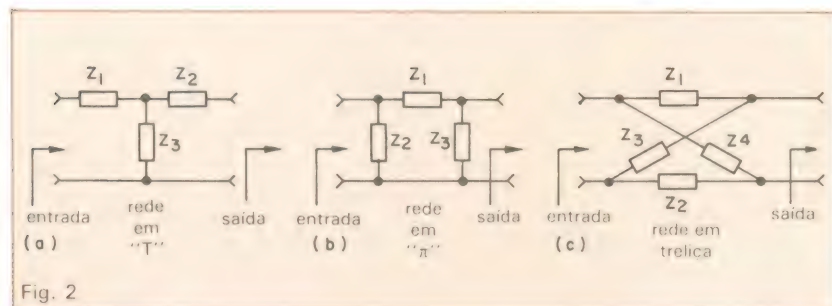 Z1 Z2
Z3
entrada
rede em "T"
saída
(a)
Z1
Z2 Z3
entrada
rede em "π"
saída
(b)
Z1
Z3 Z4
Z2
entrada
rede em trelica
saída
(c)
Fig. 2